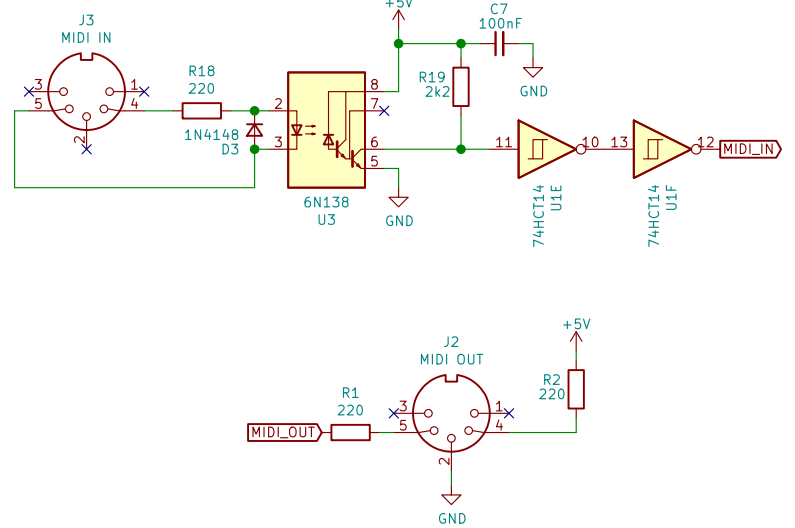 J3
MIDI IN
3
1
5
4
2
R18
220
1N4148
D3
2
3
8
7
6
5
6N138
U3
+5V
C7
100nF
GND
R19
2k2
GND
11
10
13
12
MIDI_IN
74HCT14
U1E
74HCT14
U1F
J2
MIDI OUT
+5V
R2
220
R1
220
MIDI_OUT
3
1
5
4
2
GND